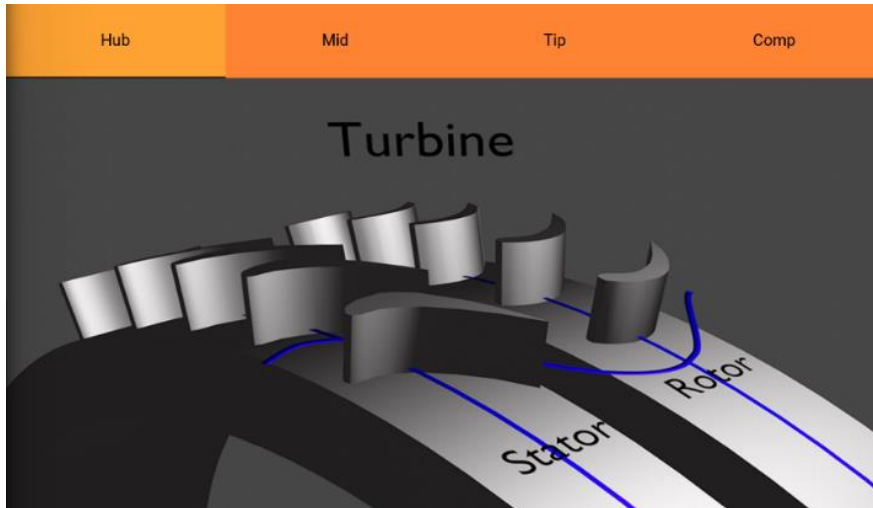 Hub
Mid
Tip
Comp
Turbine
Rotor
Stator